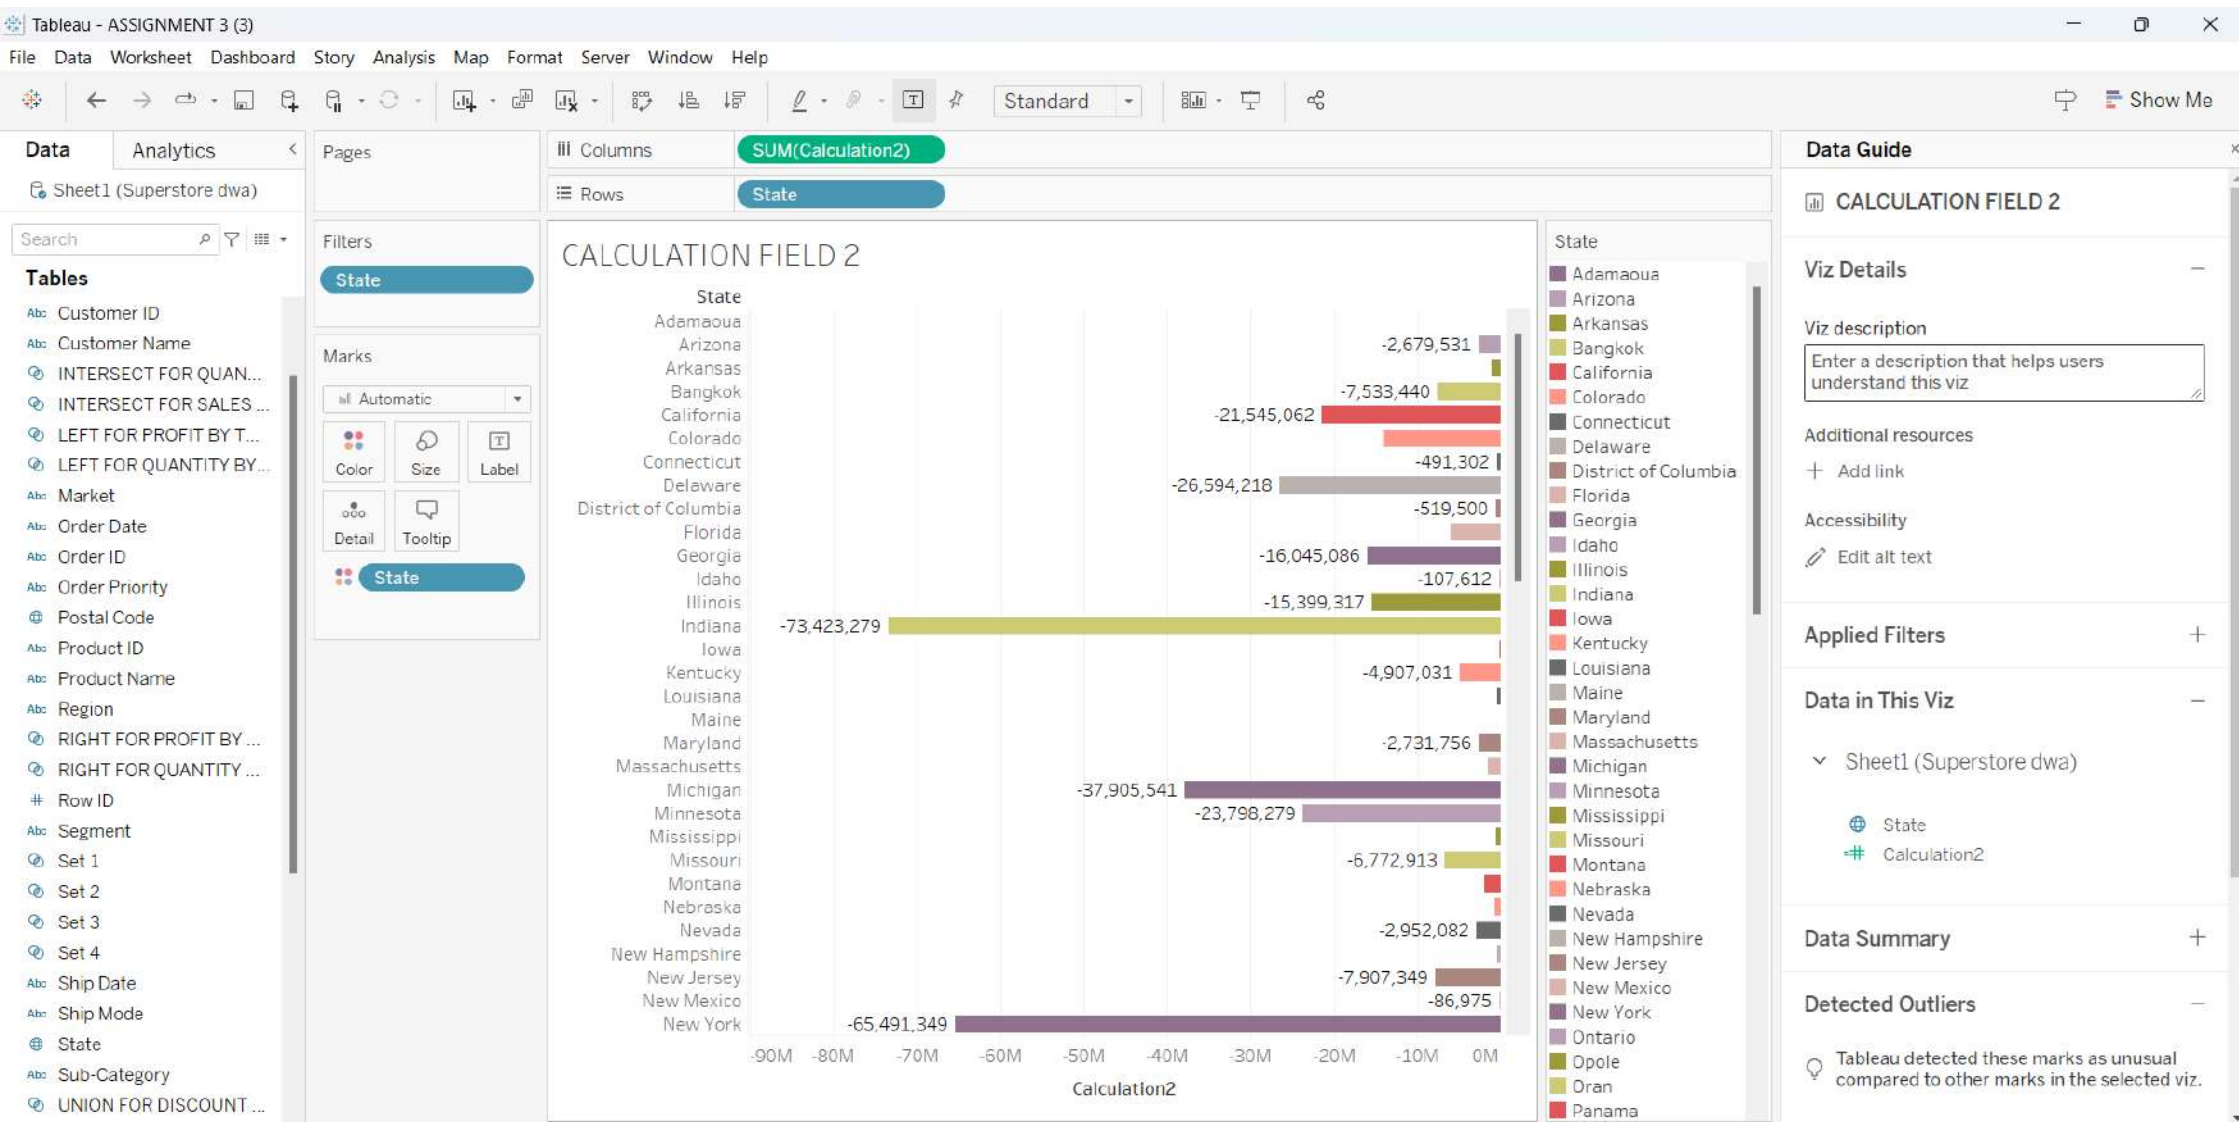 Tableau - ASSIGNMENT 3 (3)
File Data Worksheet Dashboard Story Analysis Map Format Server Window Help
Standard
Show Me
Data Analytics
Sheet1 (Superstore dwa)
Search
Tables
Abc Customer ID
Abc Customer Name
INTERSECT FOR QUAN...
INTERSECT FOR SALES ...
LEFT FOR PROFIT BY T...
LEFT FOR QUANTITY BY...
Abc Market
Abc Order Date
Abc Order ID
Abc Order Priority
Postal Code
Abc Product ID
Abc Product Name
Abc Region
RIGHT FOR PROFIT BY ...
RIGHT FOR QUANTITY ...
# Row ID
Abc Segment
Set 1
Set 2
Set 3
Set 4
Abc Ship Date
Abc Ship Mode
State
Abc Sub-Category
UNION FOR DISCOUNT ...
Pages
Filters
State
Marks
Automatic
Color Size Label
Detail Tooltip
State
Columns SUM(Calculation2)
Rows State
CALCULATION FIELD 2
State
Adamaoua
Arizona -2,679,531
Arkansas
Bangkok -7,533,440
California -21,545,062
Colorado
Connecticut -491,302
Delaware -26,594,218
District of Columbia -519,500
Florida
Georgia -16,045,086
Idaho -107,612
Illinois -15,399,317
Indiana -73,423,279
Iowa
Kentucky -4,907,031
Louisiana
Maine
Maryland -2,731,756
Massachusetts
Michigan -37,905,541
Minnesota -23,798,279
Mississippi
Missouri -6,772,913
Montana
Nebraska
Nevada -2,952,082
New Hampshire
New Jersey -7,907,349
New Mexico -86,975
New York -65,491,349
-90M -80M -70M -60M -50M -40M -30M -20M -10M 0M
Calculation2
State
Adamaoua
Arizona
Arkansas
Bangkok
California
Colorado
Connecticut
Delaware
District of Columbia
Florida
Georgia
Idaho
Illinois
Indiana
Iowa
Kentucky
Louisiana
Maine
Maryland
Massachusetts
Michigan
Minnesota
Mississippi
Missouri
Montana
Nebraska
Nevada
New Hampshire
New Jersey
New Mexico
New York
Ontario
Opole
Oran
Panama
Data Guide
CALCULATION FIELD 2
Viz Details
Viz description
Enter a description that helps users
understand this viz
Additional resources
Add link
Accessibility
Edit alt text
Applied Filters
Data in This Viz
Sheet1 (Superstore dwa)
State
=# Calculation2
Data Summary
Detected Outliers
Tableau detected these marks as unusual
compared to other marks in the selected viz.